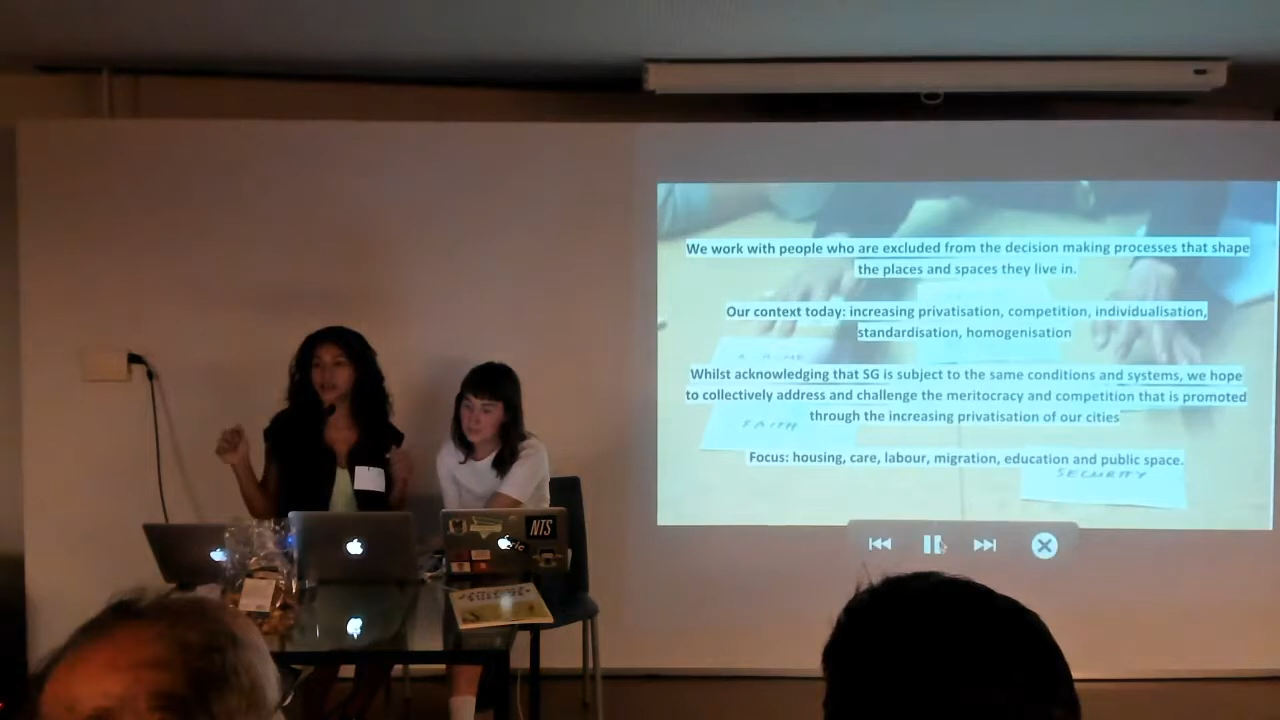 We work with people who are excluded from the decision making processes that shape
the places and spaces they live in.
Our context today: increasing privatisation, competition, individualisation,
standardisation, homogenisation
Whilst acknowledging that SG is subject to the same conditions and systems, we hope
to collectively address and challenge the meritocracy and competition that is promoted
through the increasing privatisation of our cities
FAITH
Focus: housing, care, labour, migration, education and public space.
SECURITY
NTS